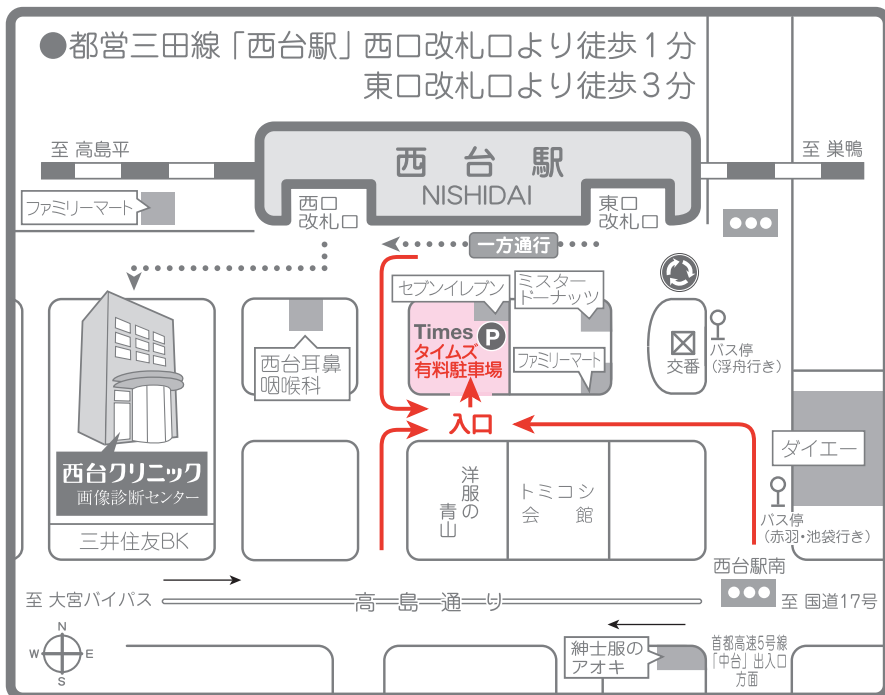 ●都営三田線「西台駅」西口改札口より徒歩1分
東口改札口より徒歩3分
至 高島平
西台駅
NISHIDAI
至 巣鴨
ファミリーマート
西口
改札口
東口
改札口
一方通行
セブンイレブン
ミスター
ドーナッツ
Times P
タイムズ
有料駐車場
ファミリーマート
西台耳鼻
咽喉科
交番
バス停
(浮舟行き)
入口
ダイエー
西台クリニック
画像診断センター
三井住友BK
洋服の
青山
トミコシ
会館
バス停
(赤羽・池袋行き)
西台駅南
至 大宮バイパス
高島通り
至 国道17号
N
W E
S
紳士服の
アオキ
首都高速5号線
「中台」出入口
方面